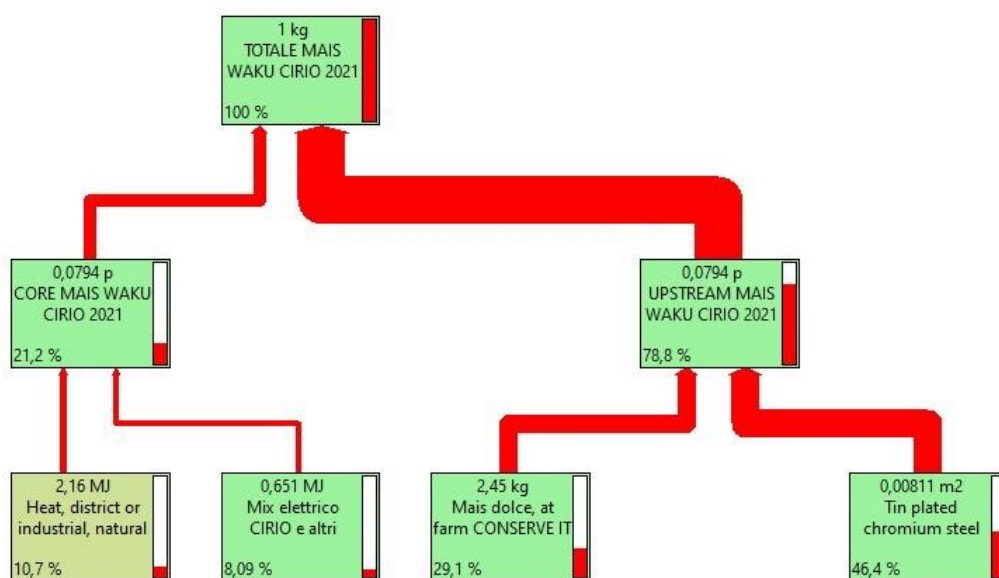 1 kg
TOTALE MAIS
WAKU CIRIO 2021
100 %
0,0794 p
CORE MAIS WAKU
CIRIO 2021
21,2 %
0,0794 p
UPSTREAM MAIS
WAKU CIRIO 2021
78,8 %
2,16 MJ
Heat, district or
industrial, natural
10,7 %
0,651 MJ
Mix elettrico
CIRIO e altri
8,09 %
2,45 kg
Mais dolce, at
farm CONSERVE IT
29,1 %
0,00811 m2
Tin plated
chromium steel
46,4 %